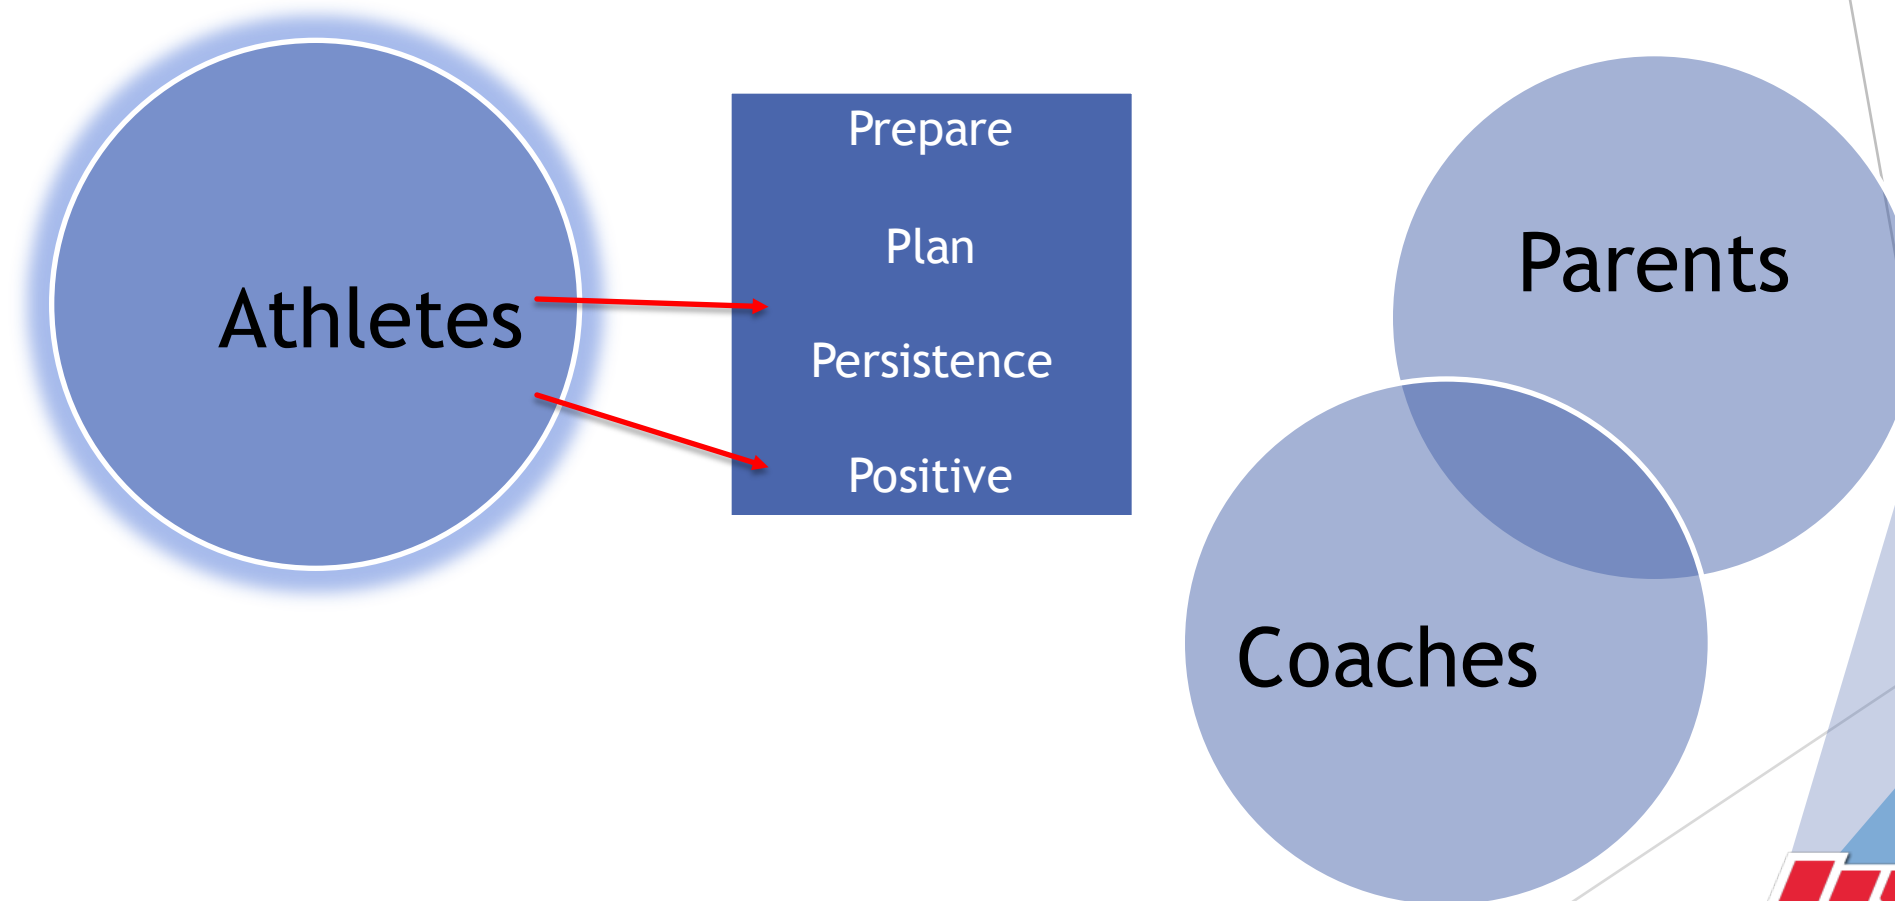 Athletes
Prepare
Plan
Persistence
Positive
Parents
Coaches